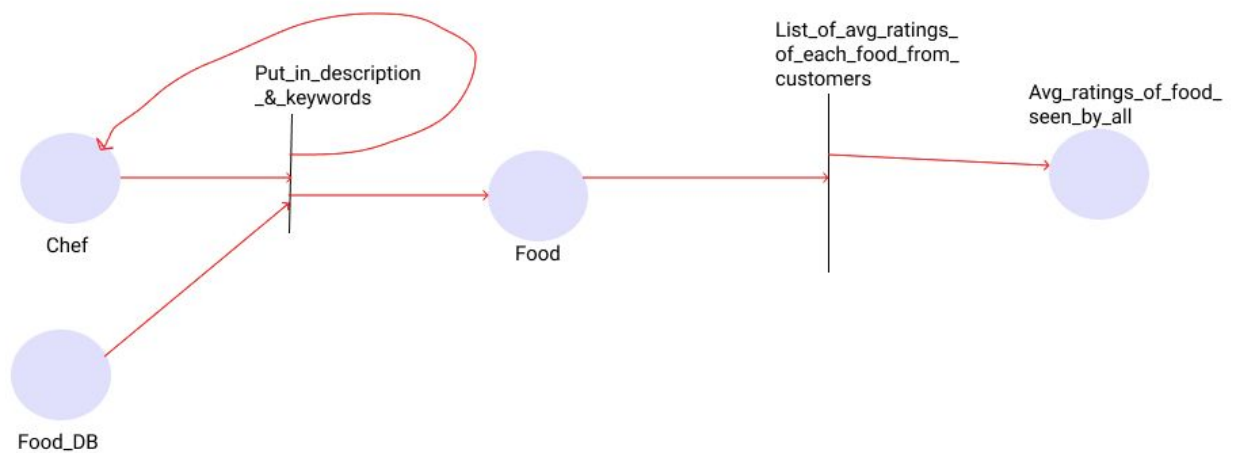 Put_in_description
_&_keywords
List_of_avg_ratings_
of_each_food_from_
customers
Avg_ratings_of_food_
seen_by_all
Chef
Food
Food_DB